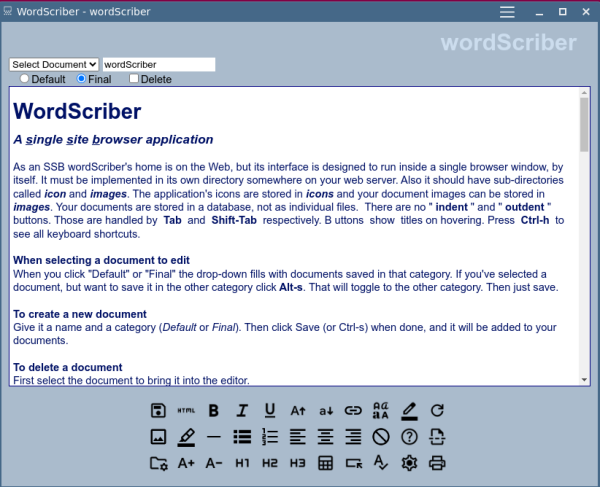 WordScriber - wordScriber
wordScriber
Select Document wordScriber
Default Final Delete
WordScriber
A single site browser application
As an SSB wordScriber's home is on the Web, but its interface is designed to run inside a single browser window, by
itself. It must be implemented in its own directory somewhere on your web server. Also it should have sub-directories
called icon and images. The application's icons are stored in icons and your document images can be stored in
images. Your documents are stored in a database, not as individual files. There are no " indent " and " outdent "
buttons. Those are handled by Tab and Shift-Tab respectively. B uttons show titles on hovering. Press Ctrl-h to
see all keyboard shortcuts.
When selecting a document to edit
When you click "Default" or "Final" the drop-down fills with documents saved in that category. If you've selected a
document, but want to save it in the other category click Alt-s. That will toggle to the other category. Then just save.
To create a new document
Give it a name and a category (Default or Final). Then click Save (or Ctrl-s) when done, and it will be added to your
documents.
To delete a document
First select the document to bring it into the editor.
HTML B I U A a
A+ A- H1 H2 H3